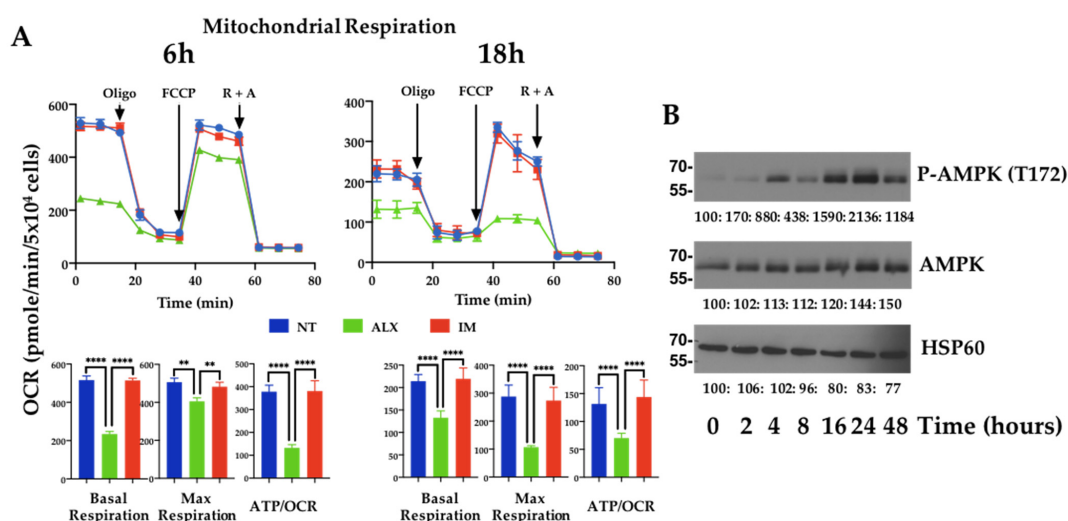 Mitochondrial Respiration
A
6h
18h
Oligo FCCP R + A
Oligo FCCP R + A
600
400
200
0
0 20 40 60 80
Time (min)
400
300
200
100
0
0 20 40 60 80
Time (min)
OCR (pmole/min/5x10⁴ cells)
NT ALX IM
600
400
200
0
**** ****
Basal
Respiration
600
400
200
0
** **
Max
Respiration
500
400
300
200
100
0
**** ****
ATP/OCR
250
200
150
100
50
0
**** ****
Basal
Respiration
400
300
200
100
0
**** ****
Max
Respiration
200
150
100
50
0
**** ****
ATP/OCR
B
70-
55-
P-AMPK (T172)
100: 170: 880: 438: 1590: 2136: 1184
70-
55-
AMPK
100: 102: 113: 112: 120: 144: 150
70-
55-
HSP60
100: 106: 102: 96: 80: 83: 77
0 2 4 8 16 24 48 Time (hours)